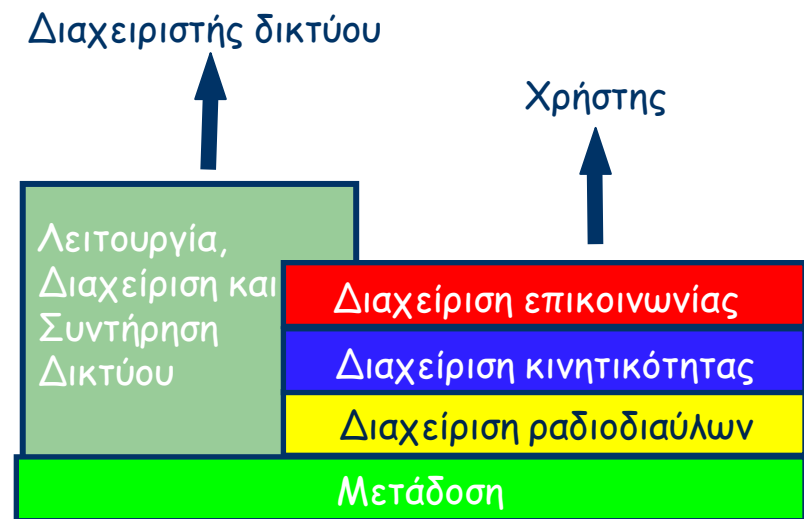 Διαχειριστής δικτύου
Χρήστης
Λειτουργία,
Διαχείριση και
Συντήρηση
Δικτύου
Διαχείριση επικοινωνίας
Διαχείριση κινητικότητας
Διαχείριση ραδιοδιαύλων
Μετάδοση